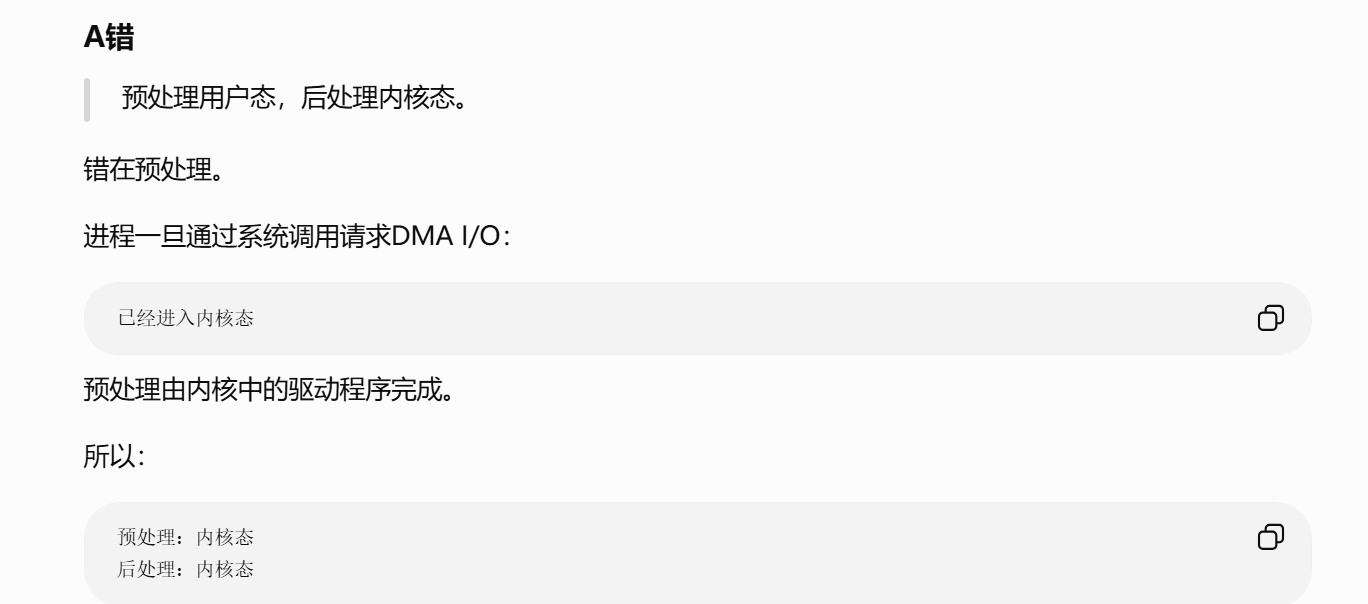 A错
预处理用户态，后处理内核态。
错在预处理。
进程一旦通过系统调用请求DMA I/O：
已经进入内核态
预处理由内核中的驱动程序完成。
所以：
预处理：内核态
后处理：内核态